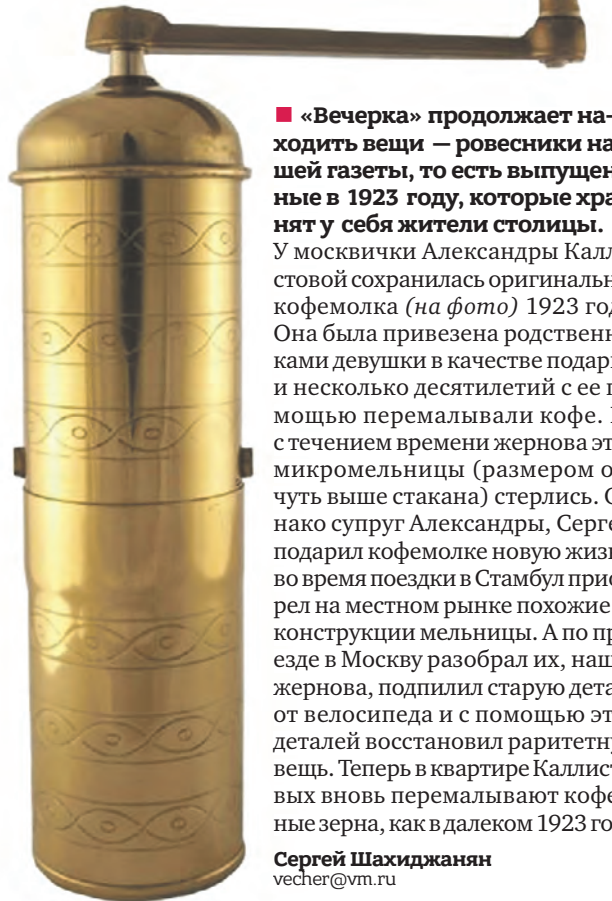 ■ «Вечерка» продолжает на-
ходить вещи — ровесники на
шей газеты, то есть выпущен
ные в 1923 году, которые хра
нят у себя жители столицы.
У москвички Александры Калл
стовой сохранилась оригинальн
кофемолка (на фото) 1923 год
Она была привезена родственн
ками девушки в качестве подар
и несколько десятилетий с ее п
мощью перемалывали кофе.
с течением времени жернова эт
микромельницы (размером о
чуть выше стакана) стерлись. О
нако супруг Александры, Серге
подарил кофемолке новую жизн
во время поездки в Стамбул прис
рел на местном рынке похожие
конструкции мельницы. А по пр
езде в Москву разобрал их, наш
жернова, подпилил старую дета
от велосипеда и с помощью эт
деталей восстановил раритетну
вещь. Теперь в квартире Каллист
вых вновь перемалывают кофе
ные зерна, как в далеком 1923 го
Сергей Шахиджанян
vecher@vm.ru